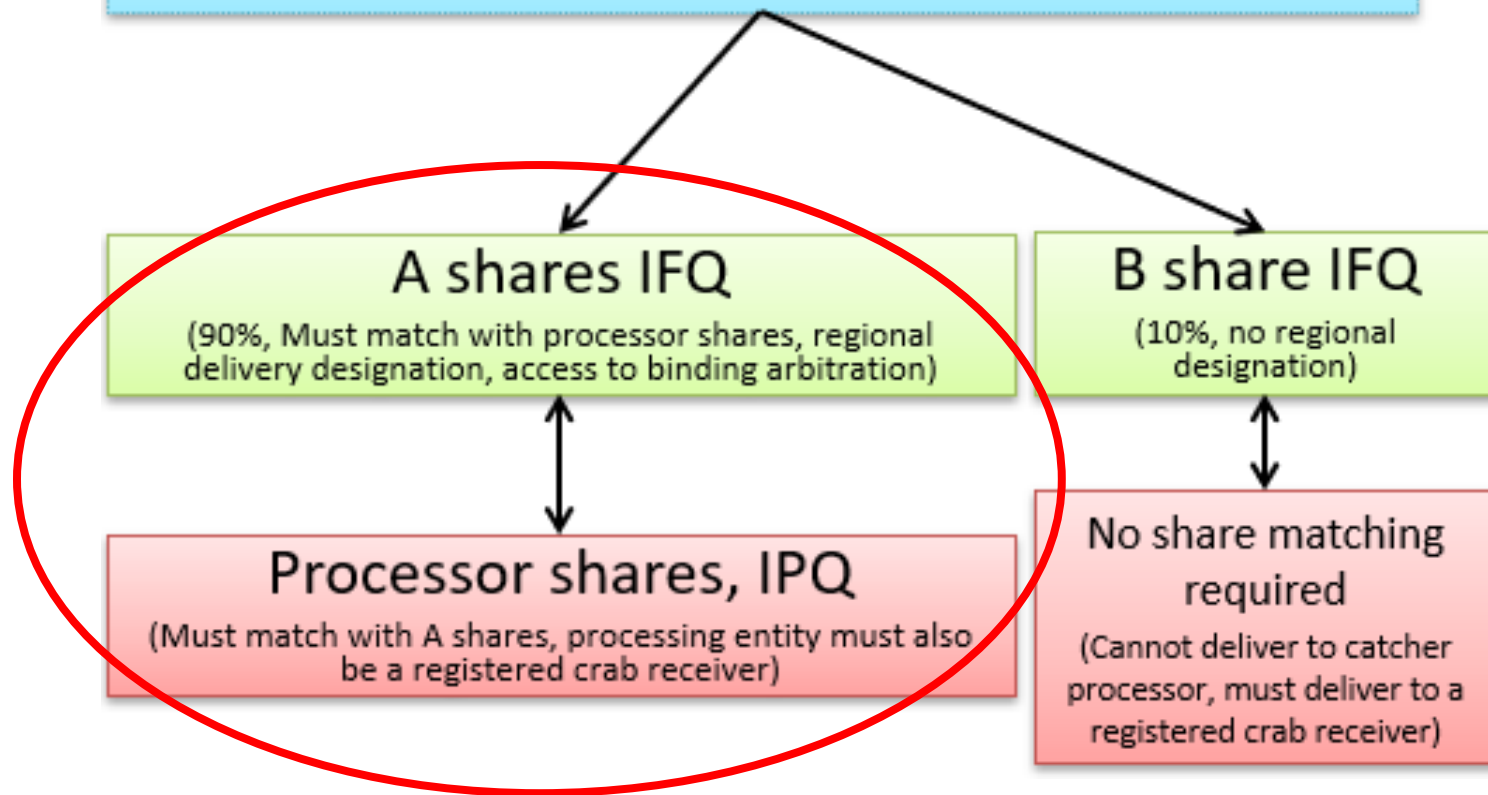 A shares IFQ
(90%, Must match with processor shares, regional
delivery designation, access to binding arbitration)
B share IFQ
(10%, no regional
designation)
Processor shares, IPQ
(Must match with A shares, processing entity must also
be a registered crab receiver)
No share matching
required
(Cannot deliver to catcher
processor, must deliver to a
registered crab receiver)